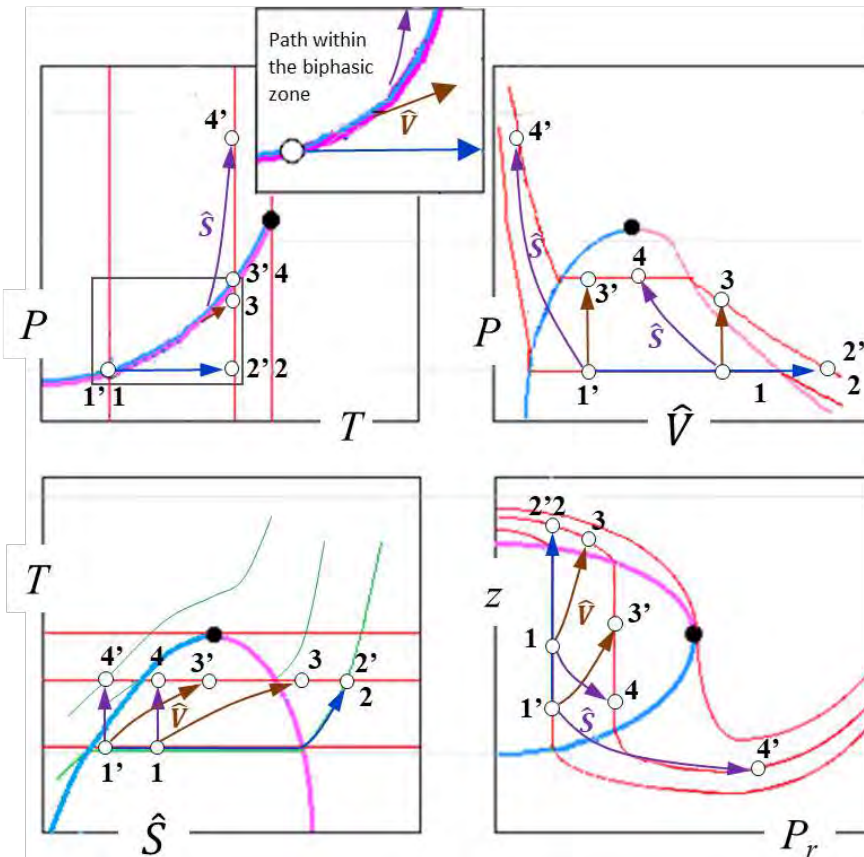 Path within
the biphasic
zone
V̂
4'
Ŝ
3' 4
3
2' 2
1' 1
P
T
4'
Ŝ
4
3'
3
Ŝ
2'
2
1'
1
P
V̂
T
4'
4
3'
3
2'
2
V̂
1'
1
Ŝ
2' 2
3
z
V̂
3'
1
4
1'
Ŝ
4'
Pr